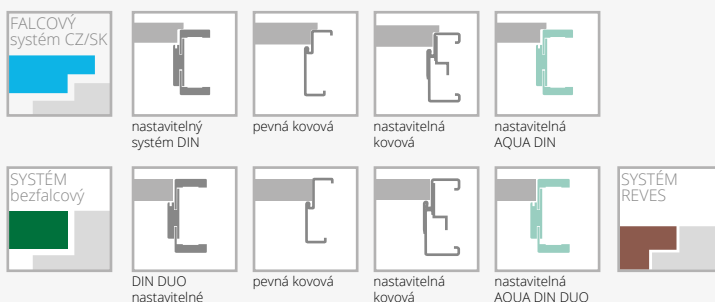 FALCOVÝ
systém CZ/SK
nastavitelný
systém DIN
pevná kovová
nastavitelná
kovová
nastavitelná
AQUA DIN
SYSTÉM
bezfalcový
DIN DUO
nastavitelné
pevná kovová
nastavitelná
kovová
nastavitelná
AQUA DIN DUO
SYSTÉM
REVES